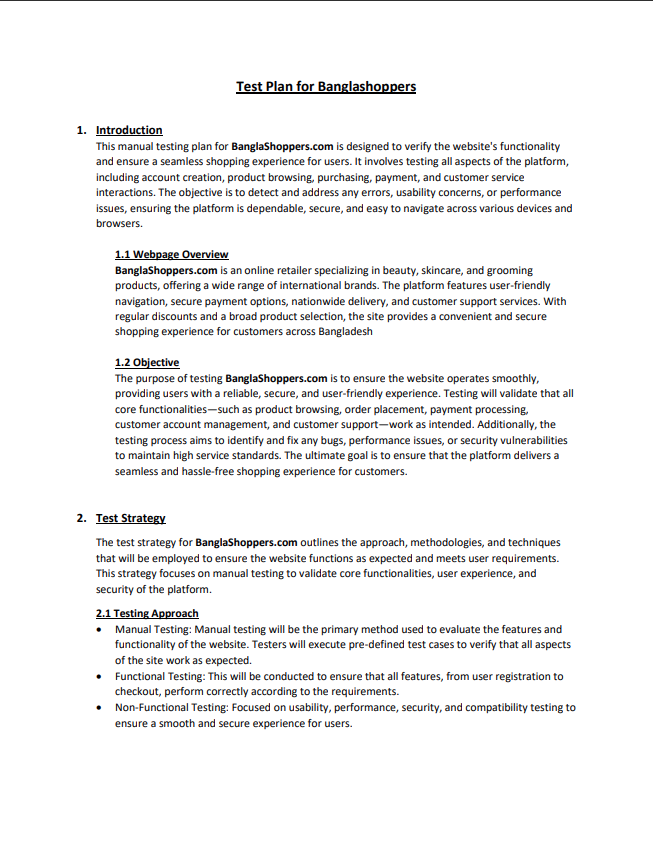 Test Plan for Banglashoppers
1. Introduction
This manual testing plan for BanglaShoppers.com is designed to verify the website's functionality
and ensure a seamless shopping experience for users. It involves testing all aspects of the platform,
including account creation, product browsing, purchasing, payment, and customer service
interactions. The objective is to detect and address any errors, usability concerns, or performance
issues, ensuring the platform is dependable, secure, and easy to navigate across various devices and
browsers.
1.1 Webpage Overview
BanglaShoppers.com is an online retailer specializing in beauty, skincare, and grooming
products, offering a wide range of international brands. The platform features user-friendly
navigation, secure payment options, nationwide delivery, and customer support services. With
regular discounts and a broad product selection, the site provides a convenient and secure
shopping experience for customers across Bangladesh
1.2 Objective
The purpose of testing BanglaShoppers.com is to ensure the website operates smoothly,
providing users with a reliable, secure, and user-friendly experience. Testing will validate that all
core functionalities—such as product browsing, order placement, payment processing,
customer account management, and customer support—work as intended. Additionally, the
testing process aims to identify and fix any bugs, performance issues, or security vulnerabilities
to maintain high service standards. The ultimate goal is to ensure that the platform delivers a
seamless and hassle-free shopping experience for customers.
2. Test Strategy
The test strategy for BanglaShoppers.com outlines the approach, methodologies, and techniques
that will be employed to ensure the website functions as expected and meets user requirements.
This strategy focuses on manual testing to validate core functionalities, user experience, and
security of the platform.
2.1 Testing Approach
• Manual Testing: Manual testing will be the primary method used to evaluate the features and
functionality of the website. Testers will execute pre-defined test cases to verify that all aspects
of the site work as expected.
• Functional Testing: This will be conducted to ensure that all features, from user registration to
checkout, perform correctly according to the requirements.
• Non-Functional Testing: Focused on usability, performance, security, and compatibility testing to
ensure a smooth and secure experience for users.